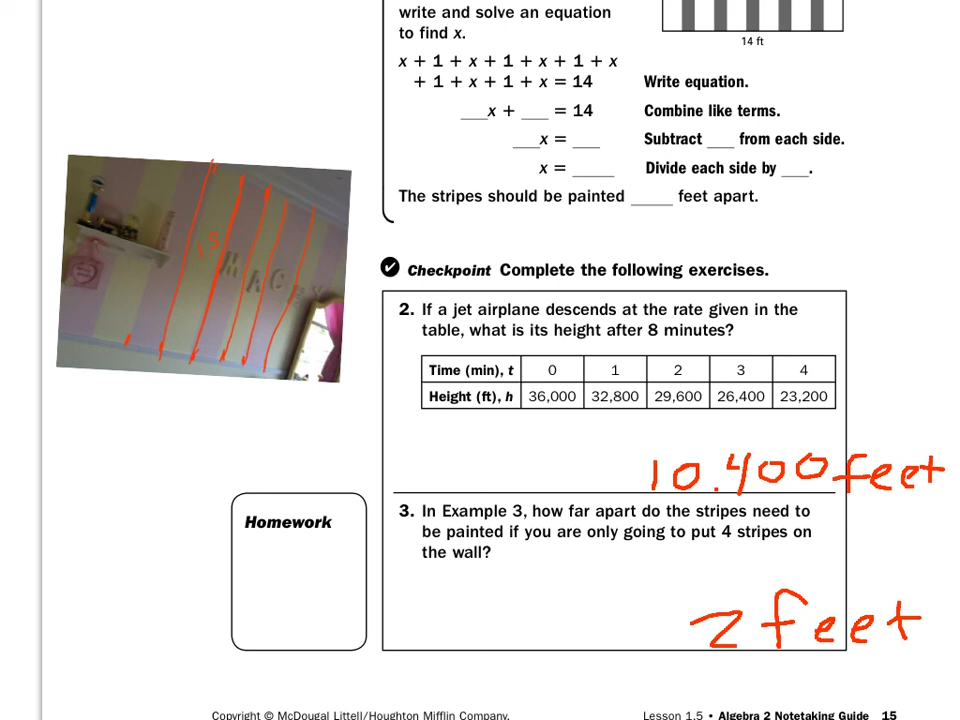 write and solve an equation
to find x.
14 ft
x + 1 + x + 1 + x + 1 + x
+ 1 + x + 1 + x = 14 Write equation.
___x + ___ = 14 Combine like terms.
___x = ___ Subtract ___ from each side.
x = _____ Divide each side by ___.
The stripes should be painted _____ feet apart.
Checkpoint Complete the following exercises.
2. If a jet airplane descends at the rate given in the
table, what is its height after 8 minutes?
Time (min), t 0 1 2 3 4
Height (ft), h 36,000 32,800 29,600 26,400 23,200
10.400 feet
Homework
3. In Example 3, how far apart do the stripes need to
be painted if you are only going to put 4 stripes on
the wall?
2 feet
Copyright © McDougal Littell/Houghton Mifflin Company.
Lesson 1.5 • Algebra 2 Notetaking Guide 15